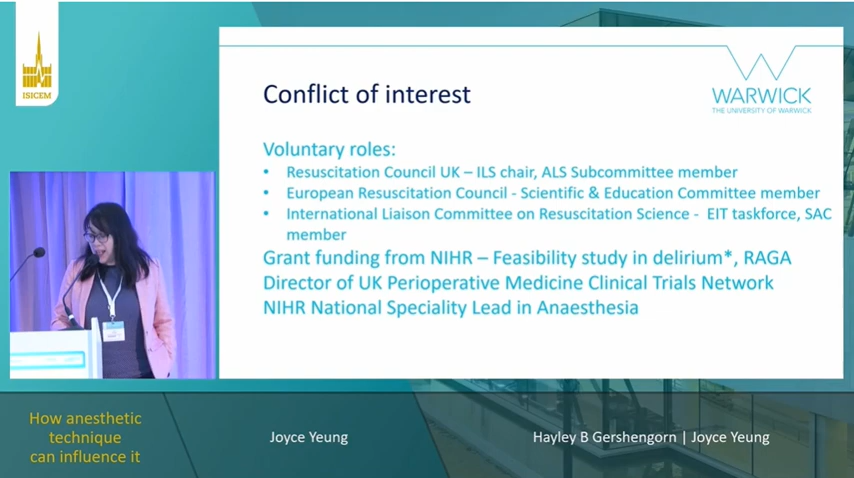 ISICEM
Conflict of interest
WARWICK
THE UNIVERSITY OF WARWICK
Voluntary roles:
• Resuscitation Council UK – ILS chair, ALS Subcommittee member
• European Resuscitation Council - Scientific & Education Committee member
• International Liaison Committee on Resuscitation Science - EIT taskforce, SAC
member
Grant funding from NIHR – Feasibility study in delirium*, RAGA
Director of UK Perioperative Medicine Clinical Trials Network
NIHR National Speciality Lead in Anaesthesia
How anesthetic
technique
can influence it
Joyce Yeung
Hayley B Gershengorn | Joyce Yeung